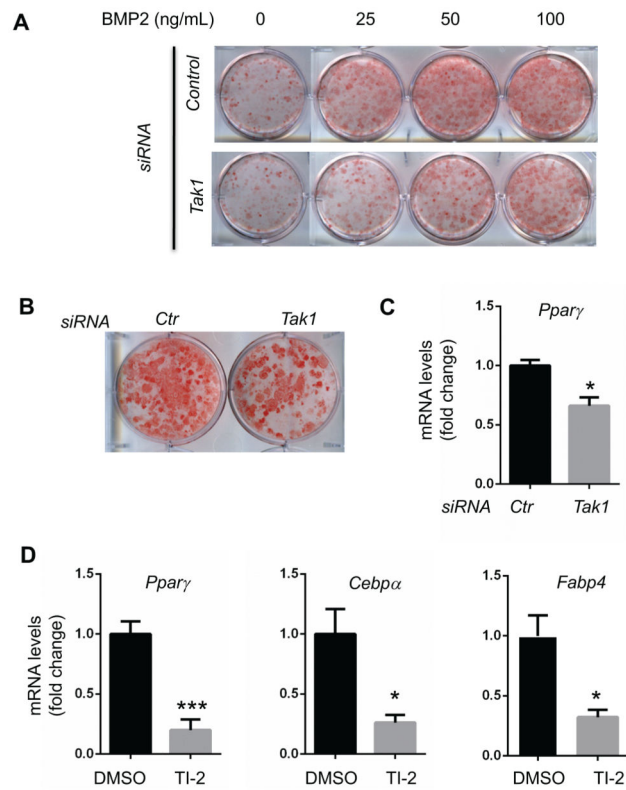 A
BMP2 (ng/mL) 0 25 50 100
siRNA
Control
Tak1
B
siRNA Ctr Tak1
C
Pparγ
mRNA levels
(fold change)
1.5
1.0
0.5
0.0
*
siRNA Ctr Tak1
D
Pparγ
mRNA levels
(fold change)
1.5
1.0
0.5
0.0
***
DMSO TI-2
Cebpα
1.5
1.0
0.5
0.0
*
DMSO TI-2
Fabp4
1.5
1.0
0.5
0.0
*
DMSO TI-2